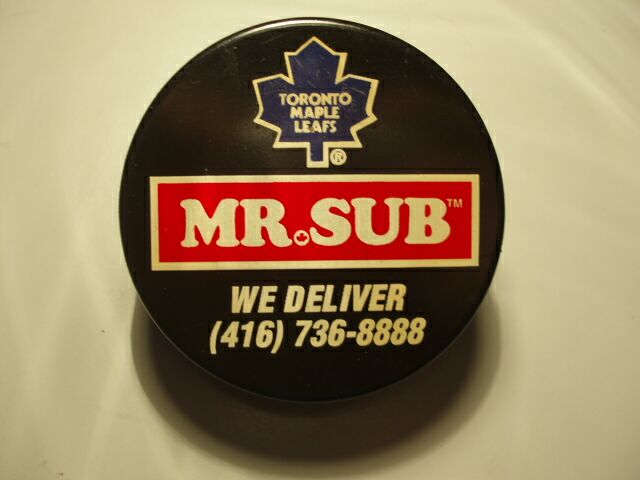 TORONTO
MAPLE
LEAFS
®
MR. SUB™
WE DELIVER
(416) 736-8888